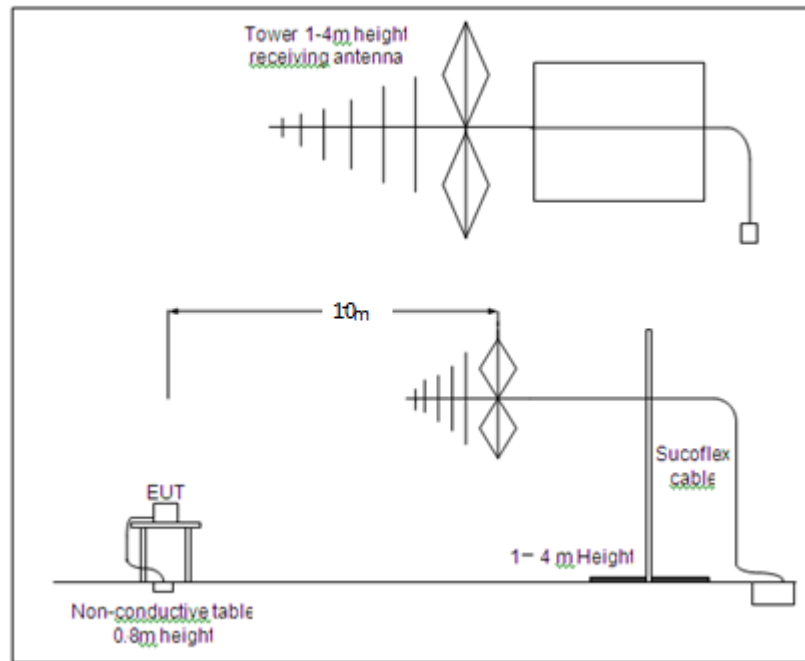 Tower 1-4m height
receiving antenna
10m
EUT
Sucoflex
cable
1– 4 m Height
Non-conductive table
0.8m height